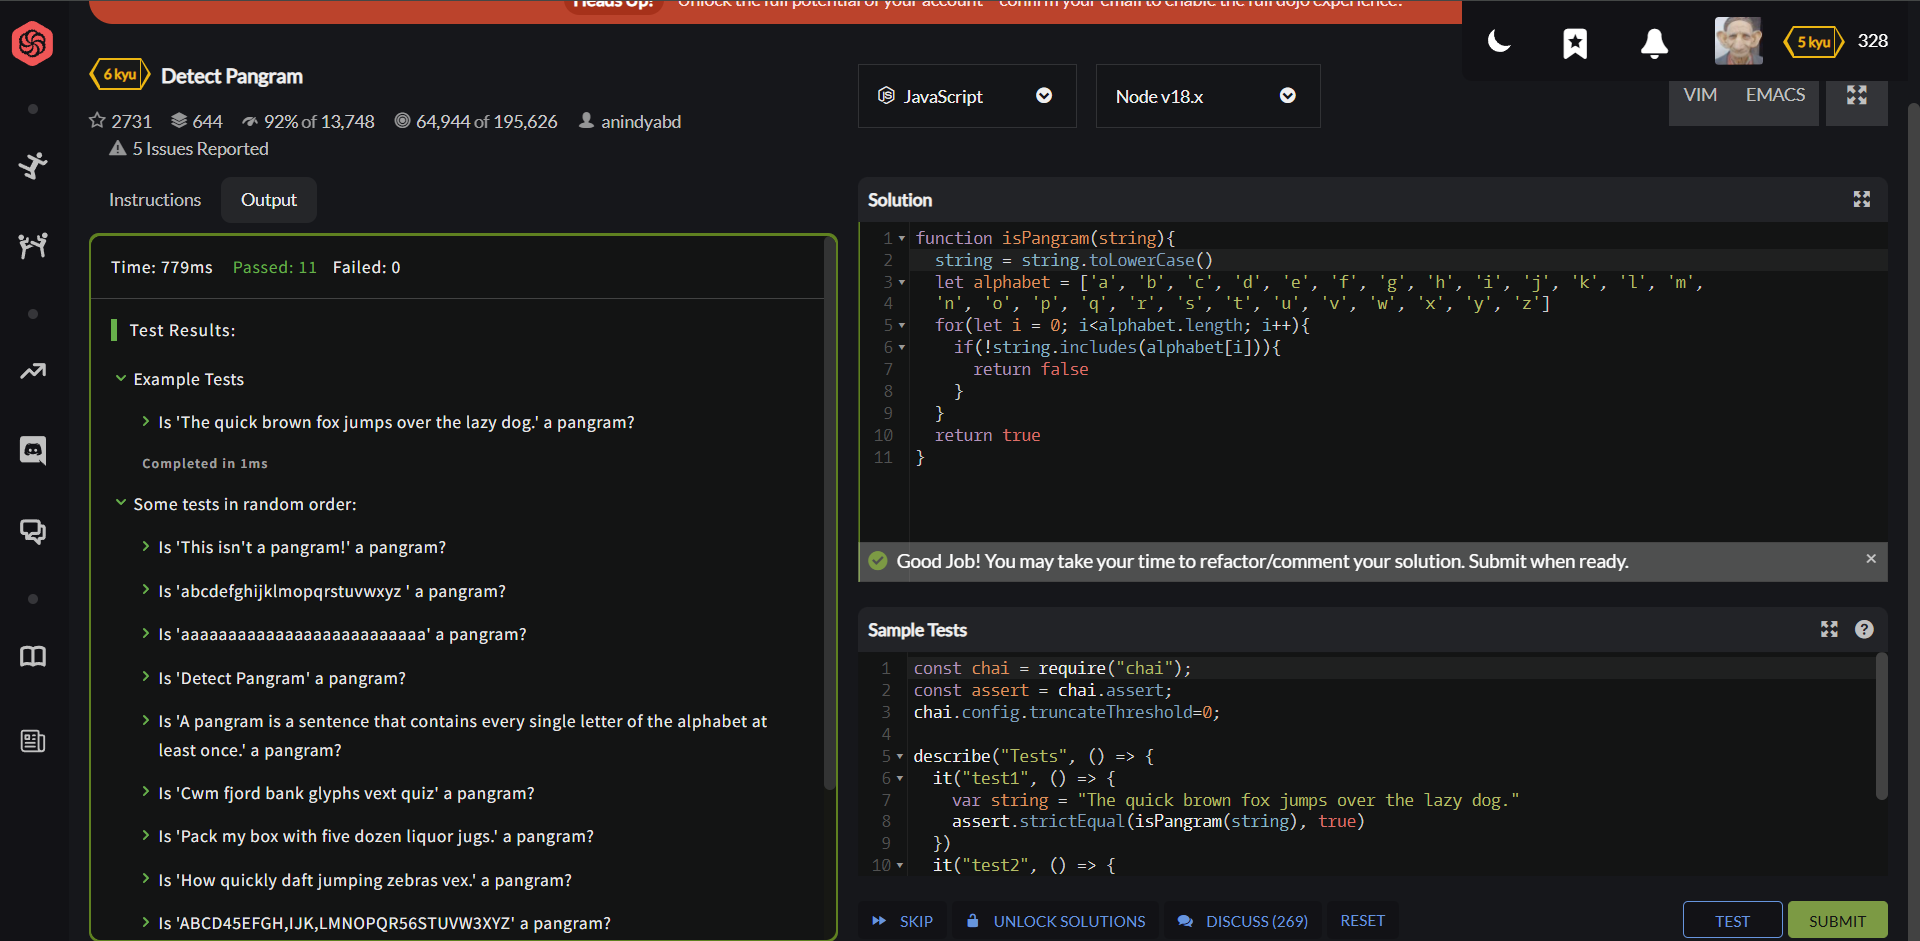 Heads Up! Unlock the full potential of your account - confirm your email to enable the full dojo experience.
5 kyu 328
6 kyu Detect Pangram
2731 644 92% of 13,748 64,944 of 195,626 anindyabd
5 Issues Reported
JavaScript
Node v18.x
VIM EMACS
Instructions Output
Time: 779ms Passed: 11 Failed: 0
Test Results:
Example Tests
Is 'The quick brown fox jumps over the lazy dog.' a pangram?
Completed in 1ms
Some tests in random order:
Is 'This isn't a pangram!' a pangram?
Is 'abcdefghijklmopqrstuvwxyz ' a pangram?
Is 'aaaaaaaaaaaaaaaaaaaaaaaaaa' a pangram?
Is 'Detect Pangram' a pangram?
Is 'A pangram is a sentence that contains every single letter of the alphabet at
least once.' a pangram?
Is 'Cwm fjord bank glyphs vext quiz' a pangram?
Is 'Pack my box with five dozen liquor jugs.' a pangram?
Is 'How quickly daft jumping zebras vex.' a pangram?
Is 'ABCD45EFGH,IJK,LMNOPQR56STUVW3XYZ' a pangram?
Solution
1 function isPangram(string){
2 string = string.toLowerCase()
3 let alphabet = ['a', 'b', 'c', 'd', 'e', 'f', 'g', 'h', 'i', 'j', 'k', 'l', 'm',
4 'n', 'o', 'p', 'q', 'r', 's', 't', 'u', 'v', 'w', 'x', 'y', 'z']
5 for(let i = 0; i<alphabet.length; i++){
6 if(!string.includes(alphabet[i])){
7 return false
8 }
9 }
10 return true
11 }
Good Job! You may take your time to refactor/comment your solution. Submit when ready.
Sample Tests
1 const chai = require("chai");
2 const assert = chai.assert;
3 chai.config.truncateThreshold=0;
4
5 describe("Tests", () => {
6 it("test1", () => {
7 var string = "The quick brown fox jumps over the lazy dog."
8 assert.strictEqual(isPangram(string), true)
9 })
10 it("test2", () => {
SKIP UNLOCK SOLUTIONS DISCUSS (269) RESET TEST SUBMIT